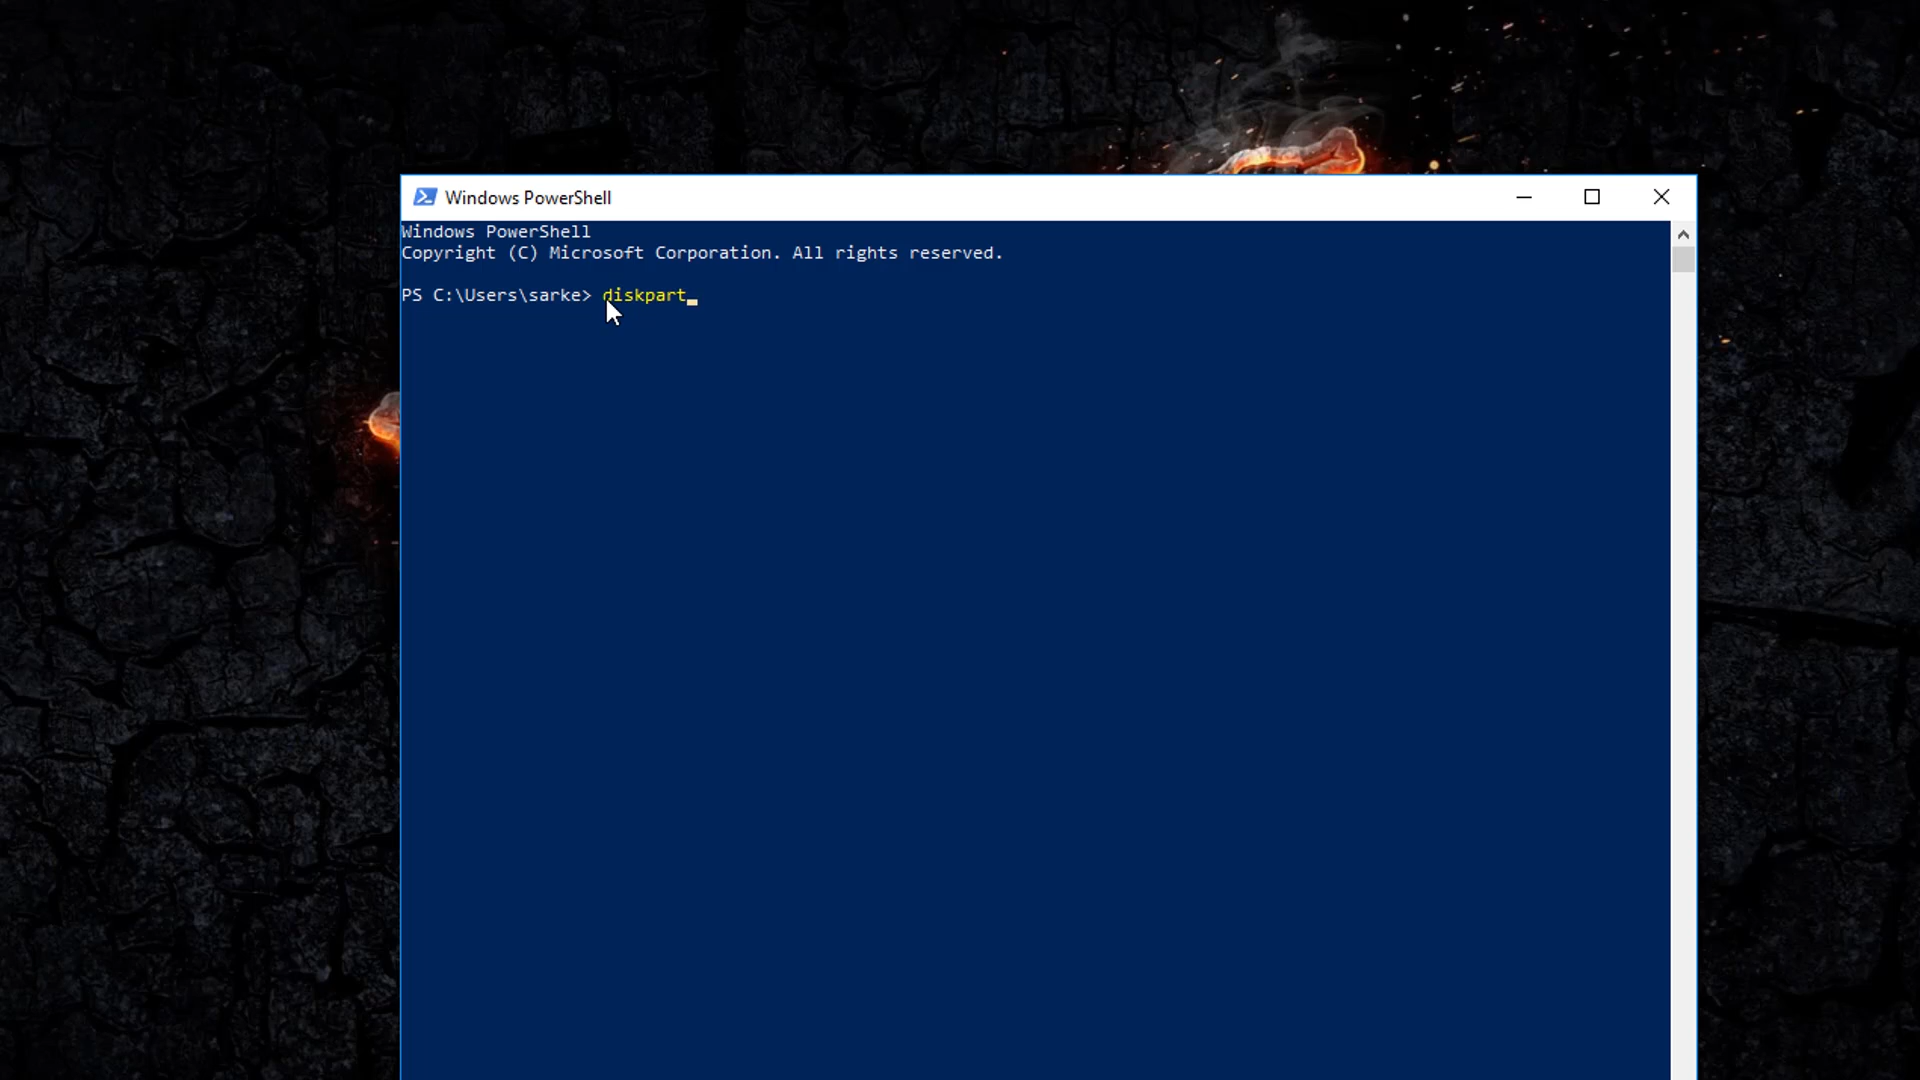 Windows PowerShell
Windows PowerShell
Copyright (C) Microsoft Corporation. All rights reserved.
PS C:\Users\sarke> diskpart